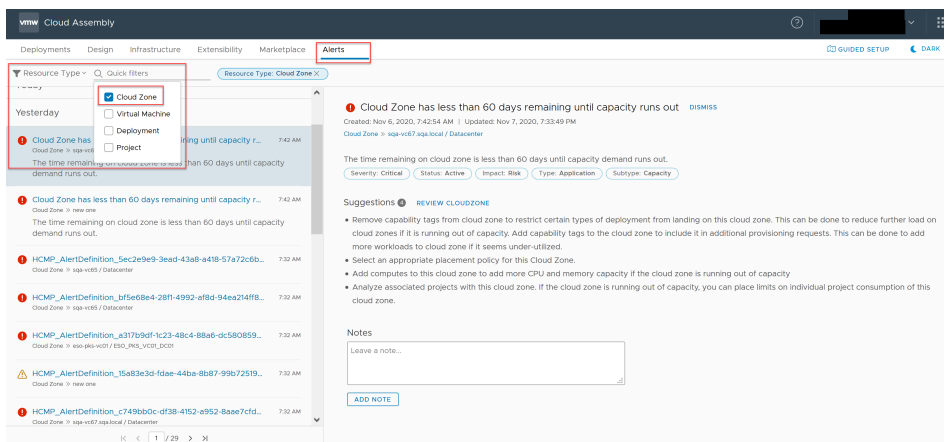 vmw Cloud Assembly
Deployments Design Infrastructure Extensibility Marketplace Alerts
GUIDED SETUP DARK
Resource Type Quick filters
Resource Type: Cloud Zone X
Cloud Zone
Virtual Machine
Deployment
Project
Today
Yesterday
Cloud Zone has ining until capacity r... 7:42 AM
Cloud Zone » sqa-vc6
The time remaining on cloud zone is less than 60 days until capacity
demand runs out.
Cloud Zone has less than 60 days remaining until capacity r... 7:42 AM
Cloud Zone » new one
The time remaining on cloud zone is less than 60 days until capacity
demand runs out.
HCMP_AlertDefinition_5ec2e9e9-3ead-43a8-a418-57a72c6b... 7:32 AM
Cloud Zone » sqa-vc65 / Datacenter
HCMP_AlertDefinition_bf5e68e4-28f1-4992-af8d-94ea214ff8... 7:32 AM
Cloud Zone » sqa-vc65 / Datacenter
HCMP_AlertDefinition_a317b9df-1c23-48c4-88a6-dc580859... 7:32 AM
Cloud Zone » eso-pks-vc01 / ESO_PKS_VC01_DC01
HCMP_AlertDefinition_15a83e3d-fdae-44ba-8b87-99b72519... 7:32 AM
Cloud Zone » new one
HCMP_AlertDefinition_c749bb0c-df38-4152-a952-8aae7cfd... 7:32 AM
Cloud Zone » sqa-vc67.sqa.local / Datacenter
1 / 29
Cloud Zone has less than 60 days remaining until capacity runs out DISMISS
Created: Nov 6, 2020, 7:42:54 AM | Updated: Nov 7, 2020, 7:33:49 PM
Cloud Zone » sqa-vc67.sqa.local / Datacenter
The time remaining on cloud zone is less than 60 days until capacity demand runs out.
Severity: Critical Status: Active Impact: Risk Type: Application Subtype: Capacity
Suggestions 4 REVIEW CLOUDZONE
• Remove capability tags from cloud zone to restrict certain types of deployment from landing on this cloud zone. This can be done to reduce further load on
cloud zones if it is running out of capacity. Add capability tags to the cloud zone to include it in additional provisioning requests. This can be done to add
more workloads to cloud zone if it seems under-utilized.
• Select an appropriate placement policy for this Cloud Zone.
• Add computes to this cloud zone to add more CPU and memory capacity if the cloud zone is running out of capacity
• Analyze associated projects with this cloud zone. If the cloud zone is running out of capacity, you can place limits on individual project consumption of this
cloud zone.
Notes
Leave a note...
ADD NOTE